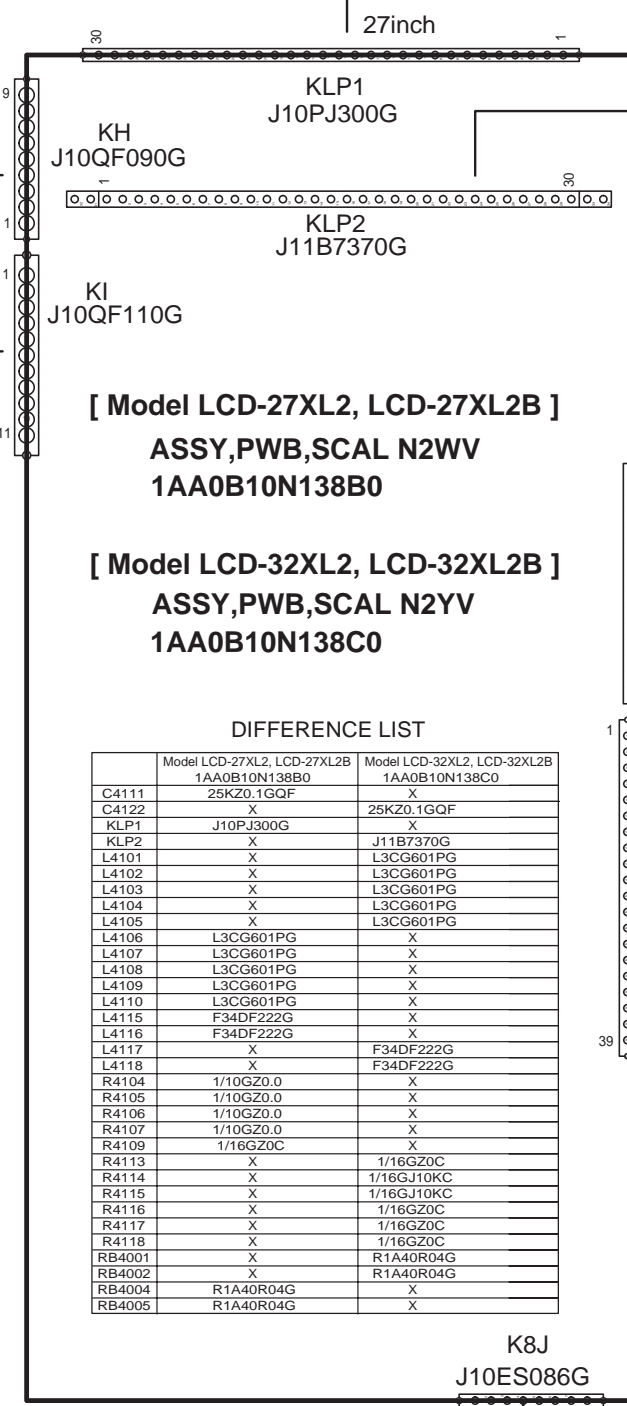 27inch
30 1
KLP1
J10PJ300G
9
KH
J10QF090G
1 30
1
KLP2
J11B7370G
1
KI
J10QF110G
11
[ Model LCD-27XL2, LCD-27XL2B ]
ASSY,PWB,SCAL N2WV
1AA0B10N138B0
[ Model LCD-32XL2, LCD-32XL2B ]
ASSY,PWB,SCAL N2YV
1AA0B10N138C0
1
DIFFERENCE LIST
Model LCD-27XL2, LCD-27XL2B Model LCD-32XL2, LCD-32XL2B
1AA0B10N138B0 1AA0B10N138C0
C4111 25KZ0.1GQF X
C4122 X 25KZ0.1GQF
KLP1 J10PJ300G X
KLP2 X J11B7370G
L4101 X L3CG601PG
L4102 X L3CG601PG
L4103 X L3CG601PG
L4104 X L3CG601PG
L4105 X L3CG601PG
L4106 L3CG601PG X
L4107 L3CG601PG X
L4108 L3CG601PG X
L4109 L3CG601PG X
L4110 L3CG601PG X
L4115 F34DF222G X
L4116 F34DF222G X
39
L4117 X F34DF222G
L4118 X F34DF222G
R4104 1/10GZ0.0 X
R4105 1/10GZ0.0 X
R4106 1/10GZ0.0 X
R4107 1/10GZ0.0 X
R4109 1/16GZ0C X
R4113 X 1/16GZ0C
R4114 X 1/16GJ10KC
R4115 X 1/16GJ10KC
R4116 X 1/16GZ0C
R4117 X 1/16GZ0C
R4118 X 1/16GZ0C
RB4001 X R1A40R04G
RB4002 X R1A40R04G
RB4004 R1A40R04G X
RB4005 R1A40R04G X
K8J
J10ES086G